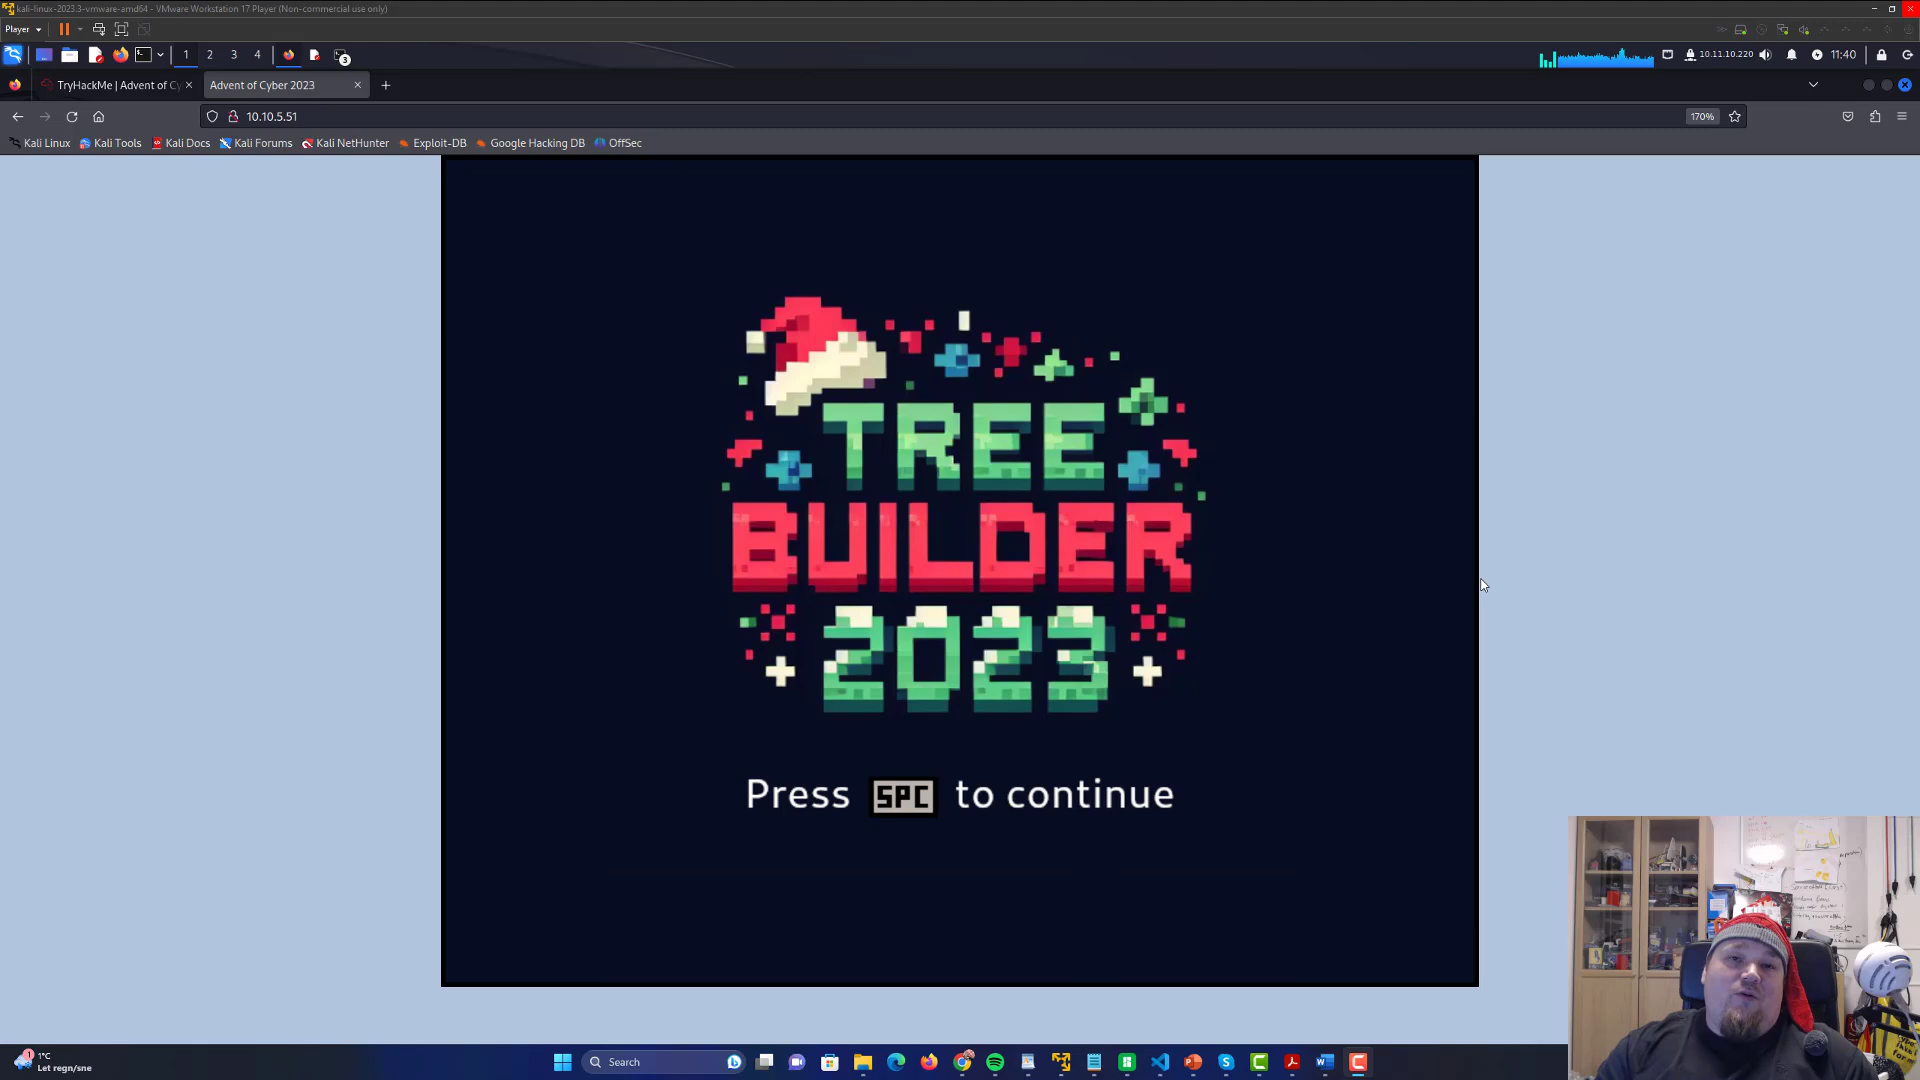 kali-linux-2023.3-vmware-amd64 - VMware Workstation 17 Player (Non-commercial use only)
Player
1 2 3 4 3 10.11.10.220 11:40
TryHackMe | Advent of Cy Advent of Cyber 2023
10.10.5.51 170%
Kali Linux Kali Tools Kali Docs Kali Forums Kali NetHunter Exploit-DB Google Hacking DB OffSec
TREE
BUILDER
2023
Press SPC to continue
1
1°C
Let regn/sne
Search